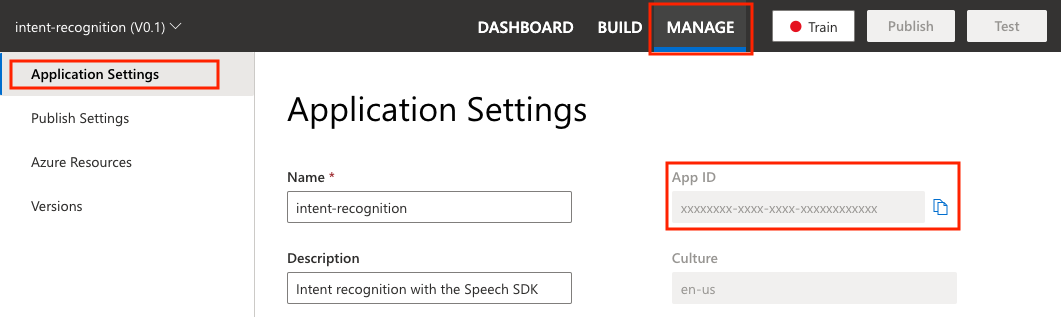 intent-recognition (V0.1) DASHBOARD BUILD MANAGE Train Publish Test
Application Settings
Publish Settings
Azure Resources
Versions
Application Settings
Name * App ID
intent-recognition xxxxxxxx-xxxx-xxxx-xxxxxxxxxxxx
Description Culture
Intent recognition with the Speech SDK en-us